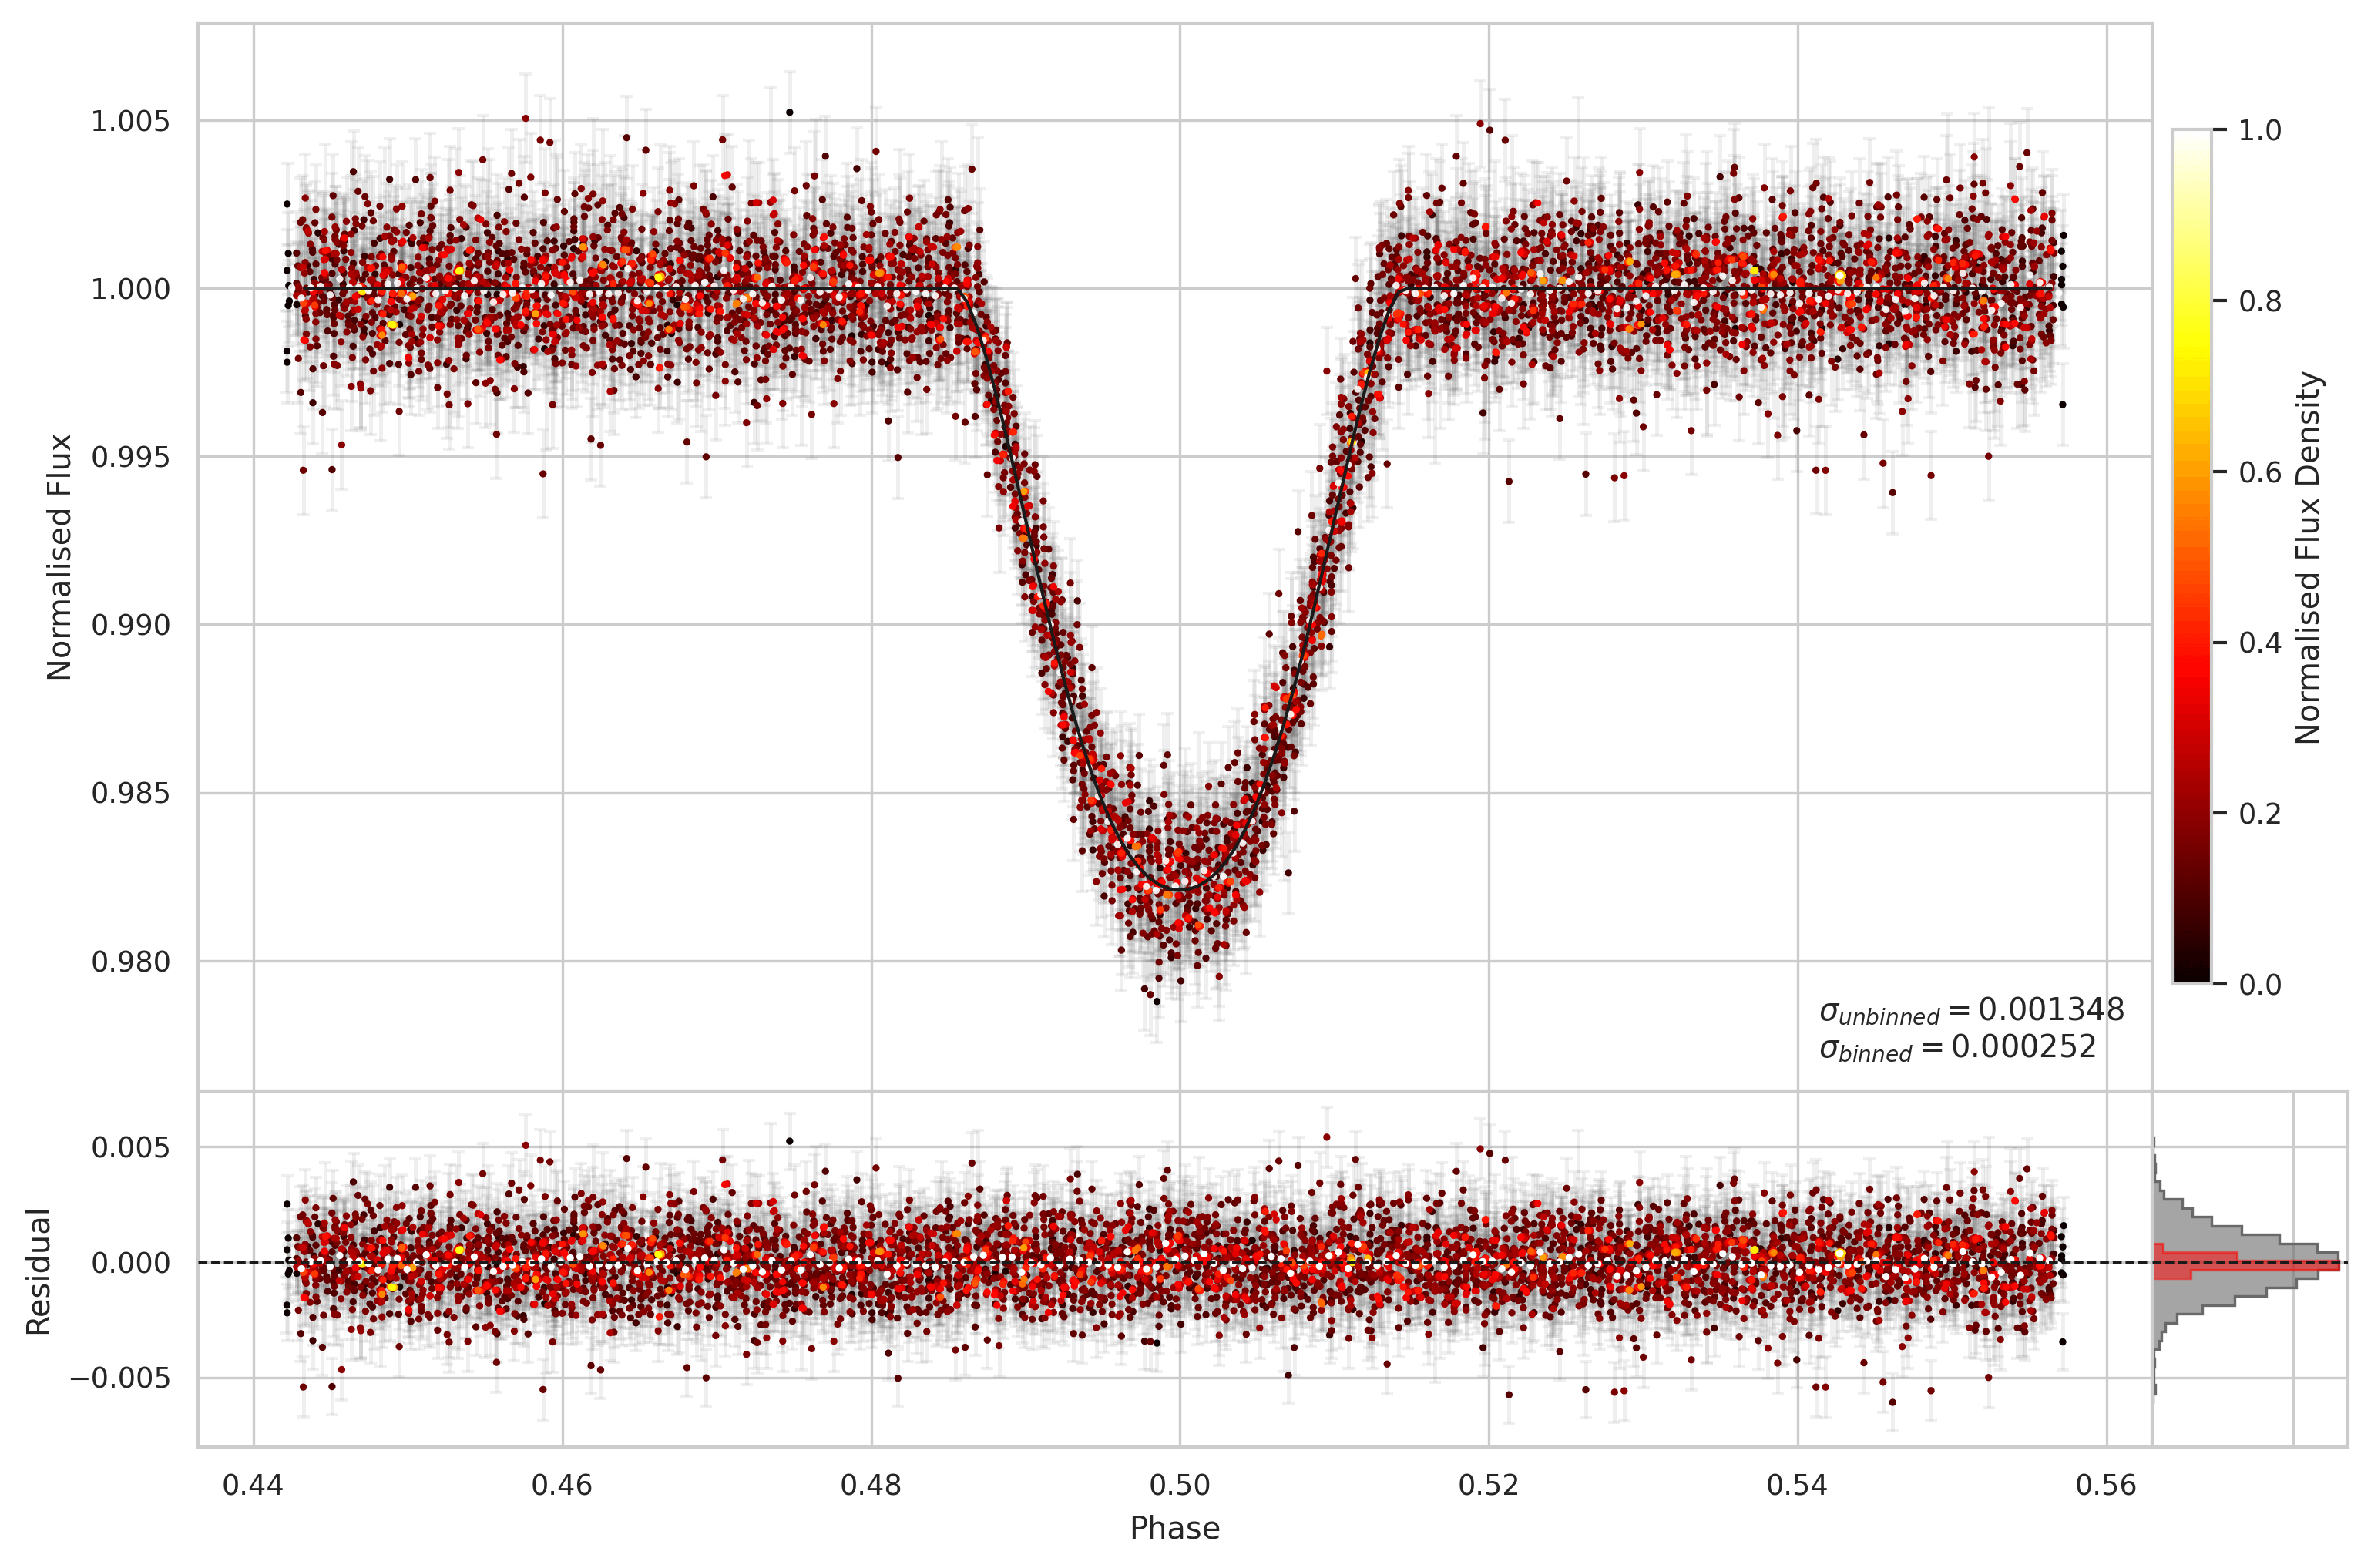 1.005
1.000
0.995
0.990
0.985
0.980
Normalised Flux
σunbinned = 0.001348
σbinned = 0.000252
1.0
0.8
0.6
0.4
0.2
0.0
Normalised Flux Density
0.005
0.000
−0.005
Residual
0.44 0.46 0.48 0.50 0.52 0.54 0.56
Phase